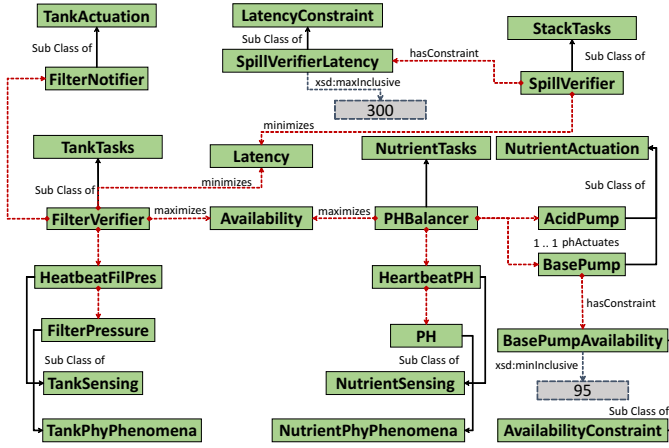 TankActuation
LatencyConstraint
StackTasks
Sub Class of
Sub Class of
Sub Class of
FilterNotifier
SpillVerifierLatency
hasConstraint
SpillVerifier
xsd:maxInclusive
300
minimizes
TankTasks
Latency
NutrientTasks
NutrientActuation
Sub Class of
minimizes
Sub Class of
FilterVerifier
maximizes
Availability
maximizes
PHBalancer
AcidPump
1 .. 1 phActuates
BasePump
HeatbeatFilPres
HeartbeatPH
hasConstraint
FilterPressure
PH
BasePumpAvailability
Sub Class of
Sub Class of
xsd:minInclusive
TankSensing
NutrientSensing
95
Sub Class of
TankPhyPhenomena
NutrientPhyPhenomena
AvailabilityConstraint